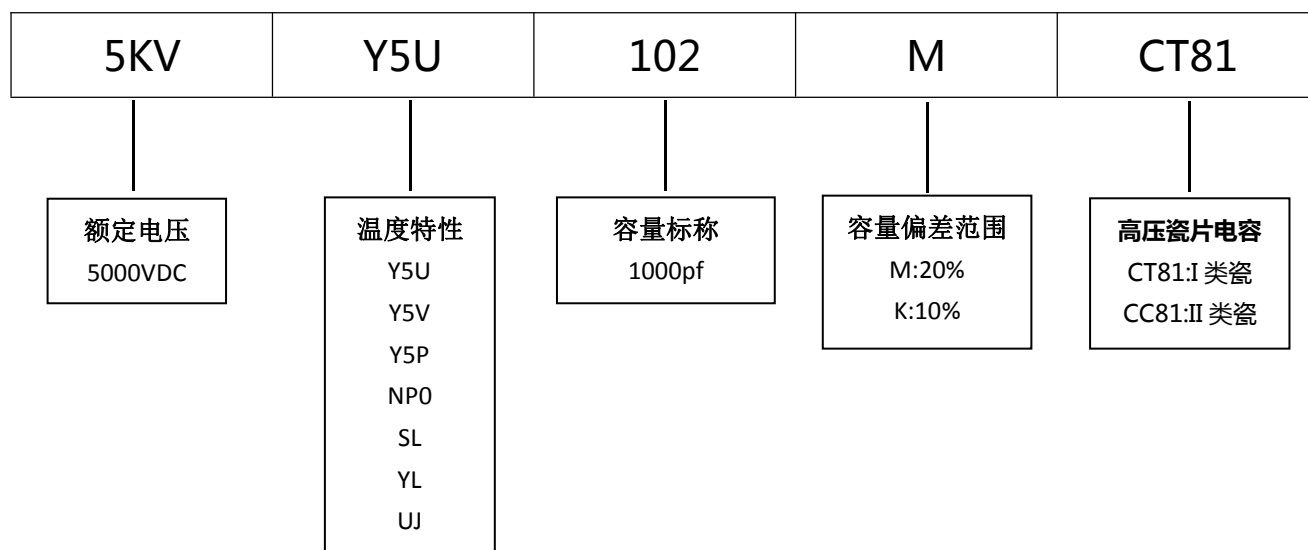 5KV Y5U 102 M CT81
额定电压
5000VDC
温度特性
Y5U
Y5V
Y5P
NP0
SL
YL
UJ
容量标称
1000pf
容量偏差范围
M:20%
K:10%
高压瓷片电容
CT81:I 类瓷
CC81:II 类瓷